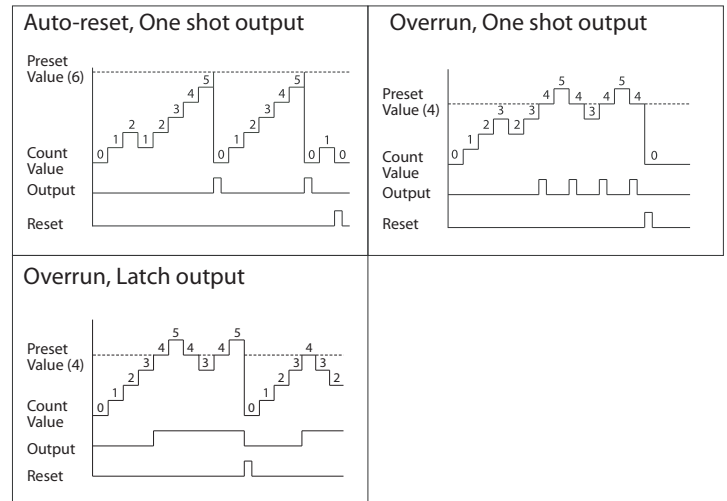 Auto-reset, One shot output
Preset
Value (6)
0 1 2 1 2 3 4 5 0 1 2 3 4 5 0 1 0
Count
Value
Output
Reset
Overrun, One shot output
Preset
Value (4)
0 1 2 3 2 3 4 5 4 3 4 5 4 0
Count
Value
Output
Reset
Overrun, Latch output
Preset
Value (4)
0 1 2 3 4 5 4 3 4 5 0 1 2 3 4 3 2
Count
Value
Output
Reset